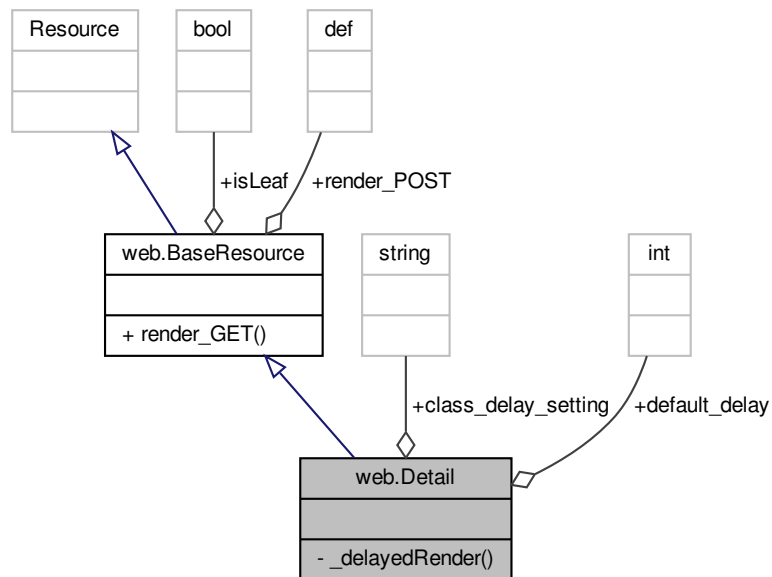 Resource
bool
def
+isLeaf
+render_POST
web.BaseResource
+ render_GET()
string
int
+class_delay_setting
+default_delay
web.Detail
- _delayedRender()